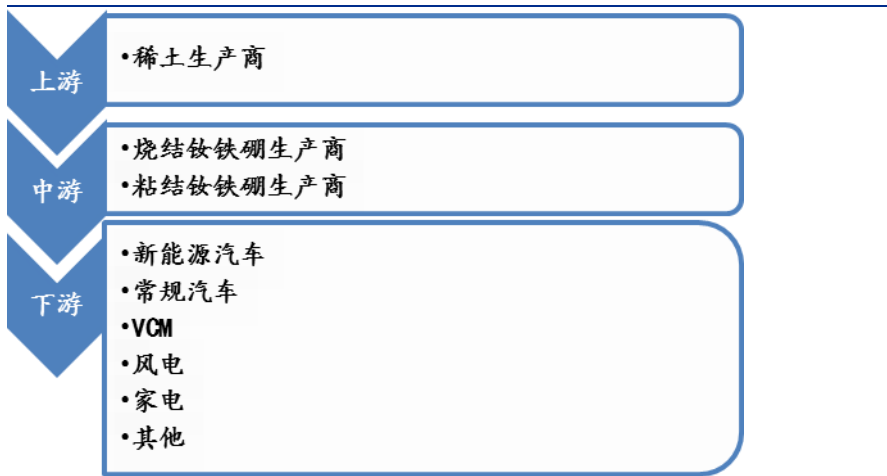 上游
•稀土生产商
中游
•烧结钕铁硼生产商
•粘结钕铁硼生产商
下游
•新能源汽车
•常规汽车
•VCM
•风电
•家电
•其他